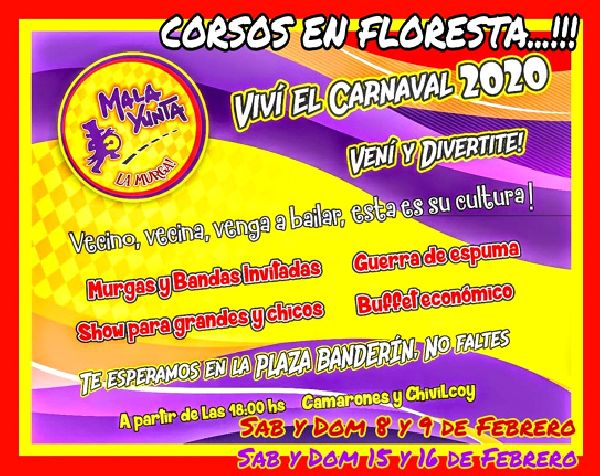 CORSOS EN FLORESTA...!!!
MALA
XUNTA
LA MURGA!
VIVÍ EL CARNAVAL 2020
VENÍ Y DIVERTITE!
Vecino, vecina, venga a bailar, esta es su cultura!
Murgas y Bandas Invitadas
Guerra de espuma
Show para grandes y chicos
Buffet económico
TE ESPERAMOS EN LA PLAZA BANDERÍN, NO FALTES
A partir de las 18:00 hs
Camarones y Chivilcoy
SAB Y DOM 8 Y 9 DE FEBRERO
SAB Y DOM 15 Y 16 DE FEBRERO